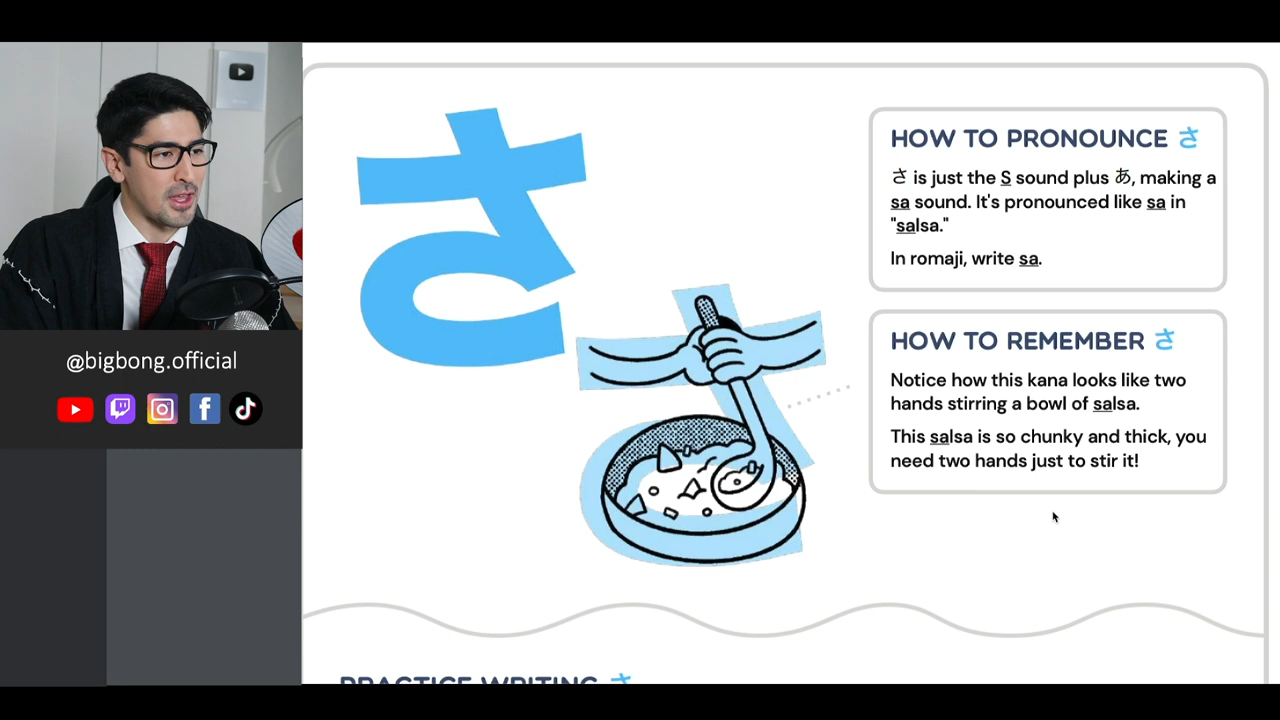 @bigbong.official
さ
HOW TO PRONOUNCE さ
さ is just the S sound plus あ, making a
sa sound. It's pronounced like sa in
"salsa."
In romaji, write sa.
HOW TO REMEMBER さ
Notice how this kana looks like two
hands stirring a bowl of salsa.
This salsa is so chunky and thick, you
need two hands just to stir it!
PRACTICE WRITING さ